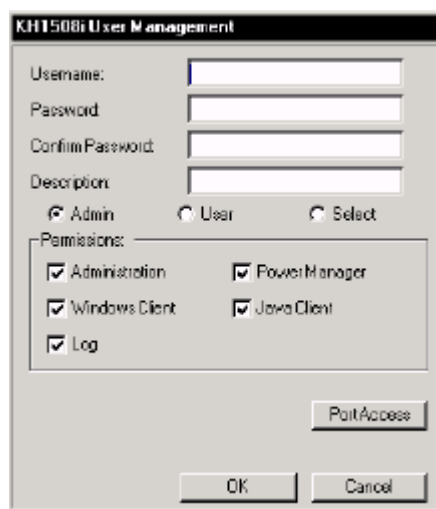 KH1508i User Management
Username:
Password:
Confirm Password:
Description:
Admin User Select
Permissions:
Administration Power Manager
Windows Client Java Client
Log
Port Access
OK Cancel